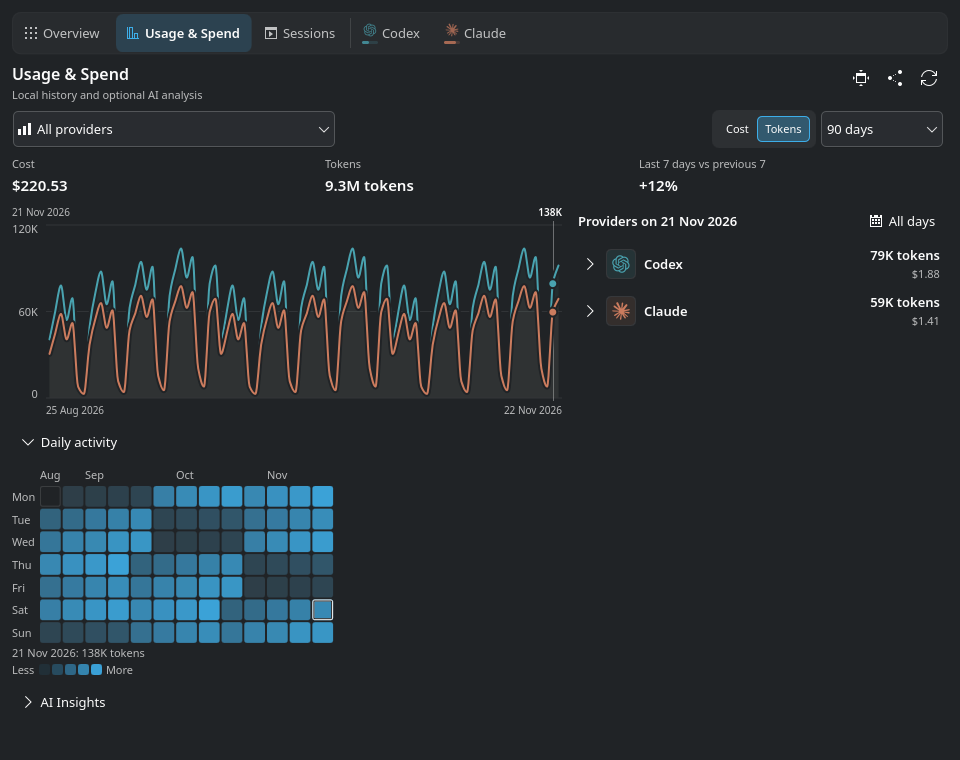 Overview Usage & Spend Sessions Codex Claude
Usage & Spend
Local history and optional AI analysis
All providers Cost Tokens 90 days
Cost Tokens Last 7 days vs previous 7
$220.53 9.3M tokens +12%
21 Nov 2026 138K
120K
60K
0
25 Aug 2026 22 Nov 2026
Providers on 21 Nov 2026 All days
Codex 79K tokens
$1.88
Claude 59K tokens
$1.41
Daily activity
Aug Sep Oct Nov
Mon
Tue
Wed
Thu
Fri
Sat
Sun
21 Nov 2026: 138K tokens
Less More
AI Insights